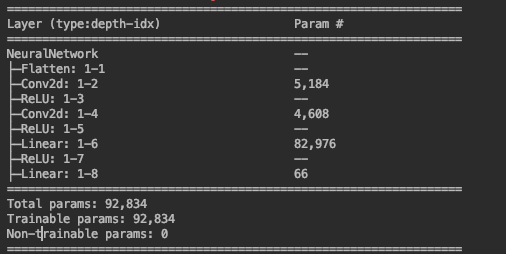 Layer (type:depth-idx) Param #
NeuralNetwork --
├─Flatten: 1-1 --
├─Conv2d: 1-2 5,184
├─ReLU: 1-3 --
├─Conv2d: 1-4 4,608
├─ReLU: 1-5 --
├─Linear: 1-6 82,976
├─ReLU: 1-7 --
├─Linear: 1-8 66
Total params: 92,834
Trainable params: 92,834
Non-trainable params: 0